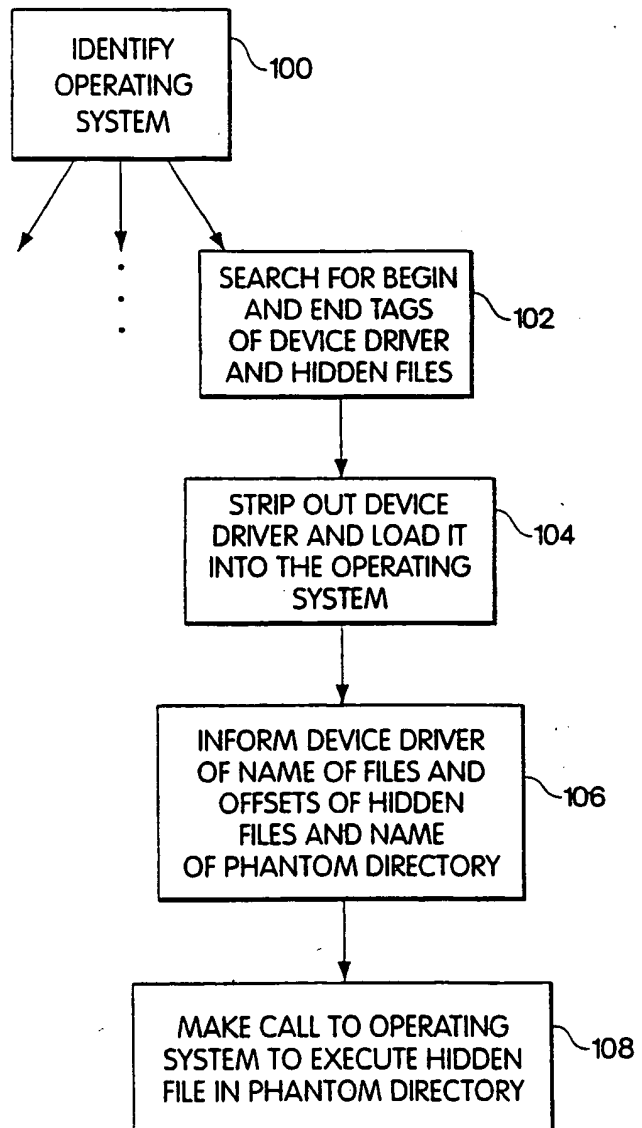 IDENTIFY
OPERATING
SYSTEM
100
SEARCH FOR BEGIN
AND END TAGS
OF DEVICE DRIVER
AND HIDDEN FILES
102
STRIP OUT DEVICE
DRIVER AND LOAD IT
INTO THE OPERATING
SYSTEM
104
INFORM DEVICE DRIVER
OF NAME OF FILES AND
OFFSETS OF HIDDEN
FILES AND NAME
OF PHANTOM DIRECTORY
106
MAKE CALL TO OPERATING
SYSTEM TO EXECUTE HIDDEN
FILE IN PHANTOM DIRECTORY
108